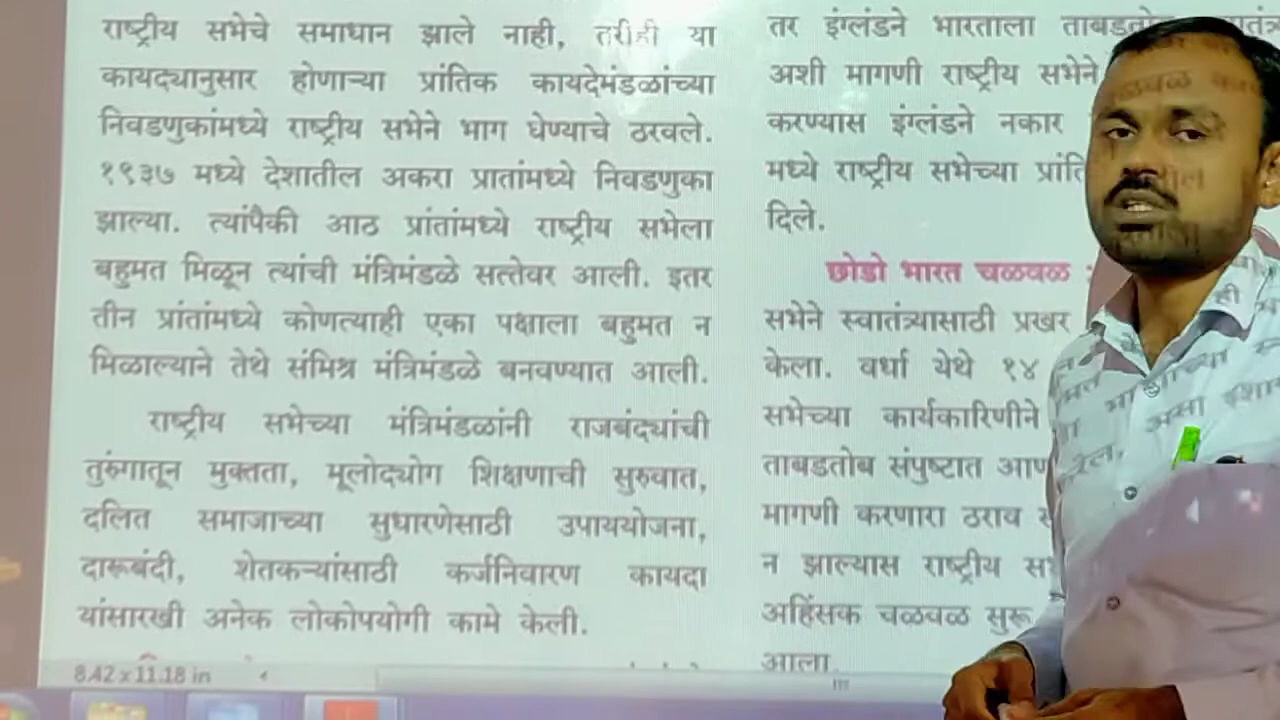 राष्ट्रीय सभेचे समाधान झाले नाही, तरीही या
कायद्यानुसार होणाऱ्या प्रांतिक कायदेमंडळांच्या
निवडणुकांमध्ये राष्ट्रीय सभेने भाग घेण्याचे ठरवले.
१९३७ मध्ये देशातील अकरा प्रातांमध्ये निवडणुका
झाल्या. त्यांपैकी आठ प्रांतांमध्ये राष्ट्रीय सभेला
बहुमत मिळून त्यांची मंत्रिमंडळे सत्तेवर आली. इतर
तीन प्रांतांमध्ये कोणत्याही एका पक्षाला बहुमत न
मिळाल्याने तेथे संमिश्र मंत्रिमंडळे बनवण्यात आली.
राष्ट्रीय सभेच्या मंत्रिमंडळांनी राजबंद्यांची
तुरुंगातून मुक्तता, मूलोद्योग शिक्षणाची सुरुवात,
दलित समाजाच्या सुधारणेसाठी उपाययोजना,
दारूबंदी, शेतकऱ्यांसाठी कर्जनिवारण कायदा
यांसारखी अनेक लोकोपयोगी कामे केली.
तर इंग्लंडने भारताला
अशी मागणी राष्ट्रीय सभेने
करण्यास इंग्लंडने नकार
मध्ये राष्ट्रीय सभेच्या
दिले.
छोडो भारत चळवळ :
सभेने स्वातंत्र्यासाठी प्रखर
केला. वर्धा येथे १४
सभेच्या कार्यकारिणीने
ताबडतोब संपुष्टात
मागणी करणारा ठराव
न झाल्यास राष्ट्रीय
अहिंसक चळवळ सुरू
आला.
8.42 x 11.18 in